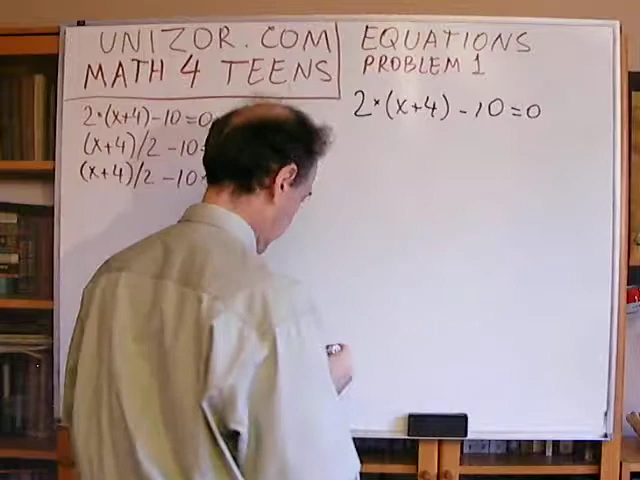 UNIZOR.COM
MATH 4 TEENS
EQUATIONS
PROBLEM 1
2*(x+4)-10=0
2*(x+4)-10=0
(x+4)/2-10
(x+4)/2-10